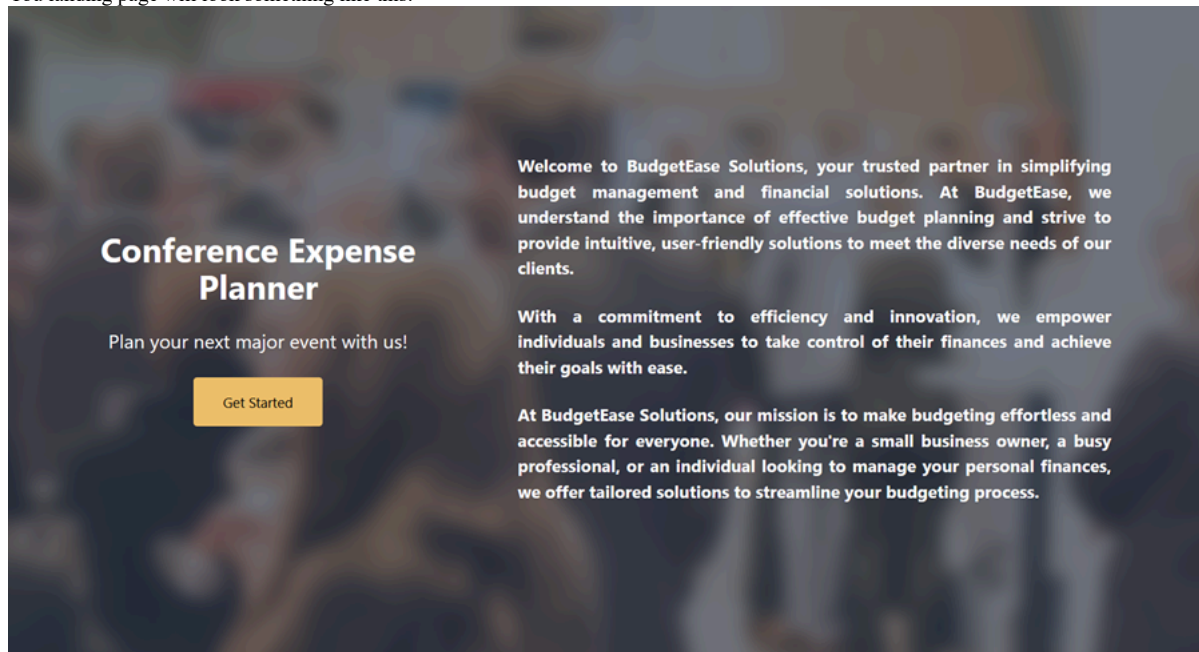 Conference Expense
Planner
Plan your next major event with us!
Get Started
Welcome to BudgetEase Solutions, your trusted partner in simplifying
budget management and financial solutions. At BudgetEase, we
understand the importance of effective budget planning and strive to
provide intuitive, user-friendly solutions to meet the diverse needs of our
clients.
With a commitment to efficiency and innovation, we empower
individuals and businesses to take control of their finances and achieve
their goals with ease.
At BudgetEase Solutions, our mission is to make budgeting effortless and
accessible for everyone. Whether you're a small business owner, a busy
professional, or an individual looking to manage your personal finances,
we offer tailored solutions to streamline your budgeting process.